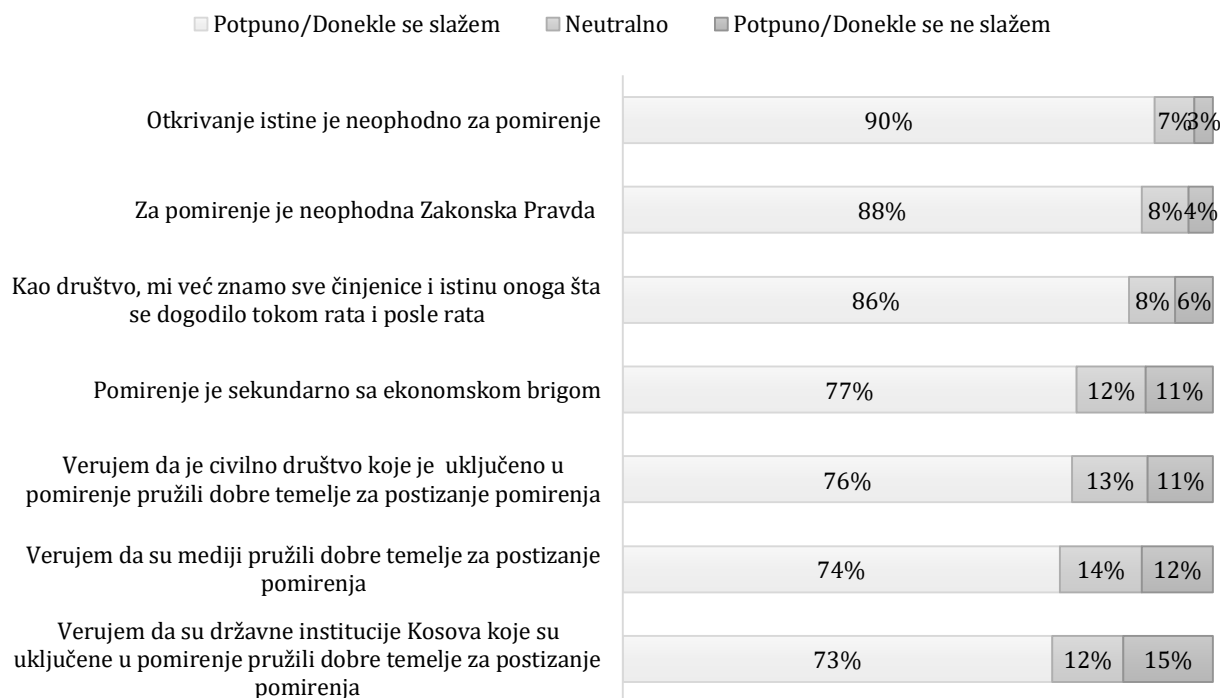 Potpuno/Donekle se slažem Neutralno Potpuno/Donekle se ne slažem
Otkrivanje istine je neophodno za pomirenje
90% 7% 3%
Za pomirenje je neophodna Zakonska Pravda
88% 8% 4%
Kao društvo, mi već znamo sve činjenice i istinu onoga šta
se dogodilo tokom rata i posle rata
86% 8% 6%
Pomirenje je sekundarno sa ekonomskom brigom
77% 12% 11%
Verujem da je civilno društvo koje je uključeno u
pomirenje pružili dobre temelje za postizanje pomirenja
76% 13% 11%
Verujem da su mediji pružili dobre temelje za postizanje
pomirenja
74% 14% 12%
Verujem da su državne institucije Kosova koje su
uključene u pomirenje pružili dobre temelje za postizanje
pomirenja
73% 12% 15%